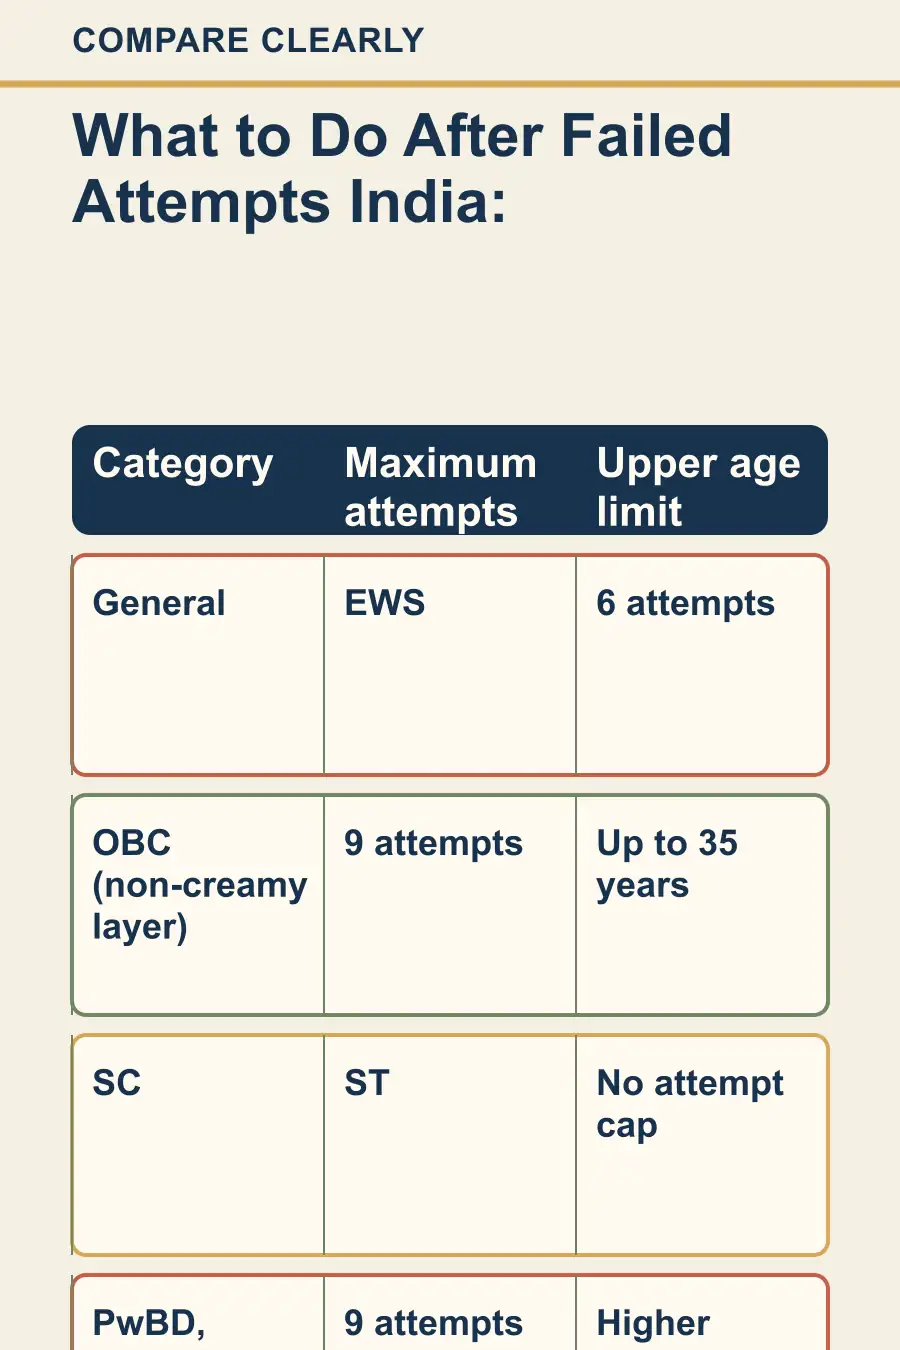 COMPARE CLEARLY
What to Do After Failed
Attempts India:
Category
Maximum
attempts
Upper age
limit
General
EWS
6 attempts
OBC
(non-creamy
layer)
9 attempts
Up to 35
years
SC
ST
No attempt
cap
PwBD,
9 attempts
Higher